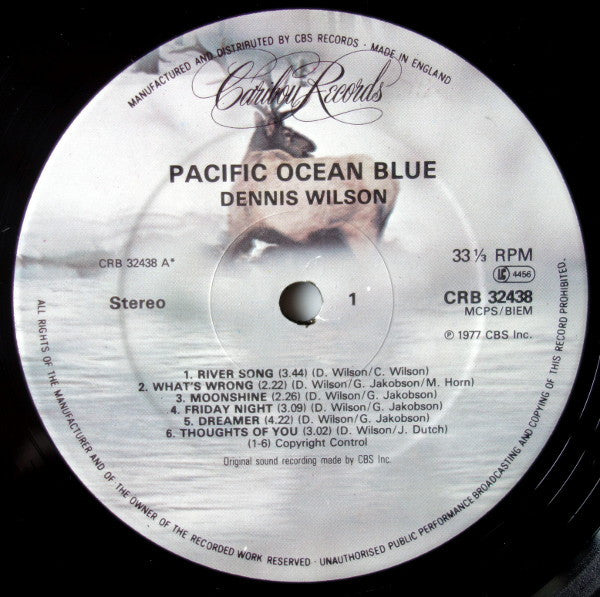 MANUFACTURED AND DISTRIBUTED BY CBS RECORDS · MADE IN ENGLAND
Caribou Records
PACIFIC OCEAN BLUE
DENNIS WILSON
CRB 32438 A*
33⅓ RPM
LC 4456
Stereo
1
CRB 32438
MCPS/BIEM
℗ 1977 CBS Inc.
1. RIVER SONG (3.44) (D. Wilson/C. Wilson)
2. WHAT'S WRONG (2.22) (D. Wilson/G. Jakobson/M. Horn)
3. MOONSHINE (2.26) (D. Wilson/G. Jakobson)
4. FRIDAY NIGHT (3.09) (D. Wilson/G. Jakobson)
5. DREAMER (4.22) (D. Wilson/G. Jakobson)
6. THOUGHTS OF YOU (3.02) (D. Wilson/J. Dutch)
(1-6) Copyright Control
Original sound recording made by CBS Inc.
ALL RIGHTS OF THE MANUFACTURER AND OF THE OWNER OF THE RECORDED WORK RESERVED · UNAUTHORISED PUBLIC PERFORMANCE BROADCASTING AND COPYING OF THIS RECORD PROHIBITED.